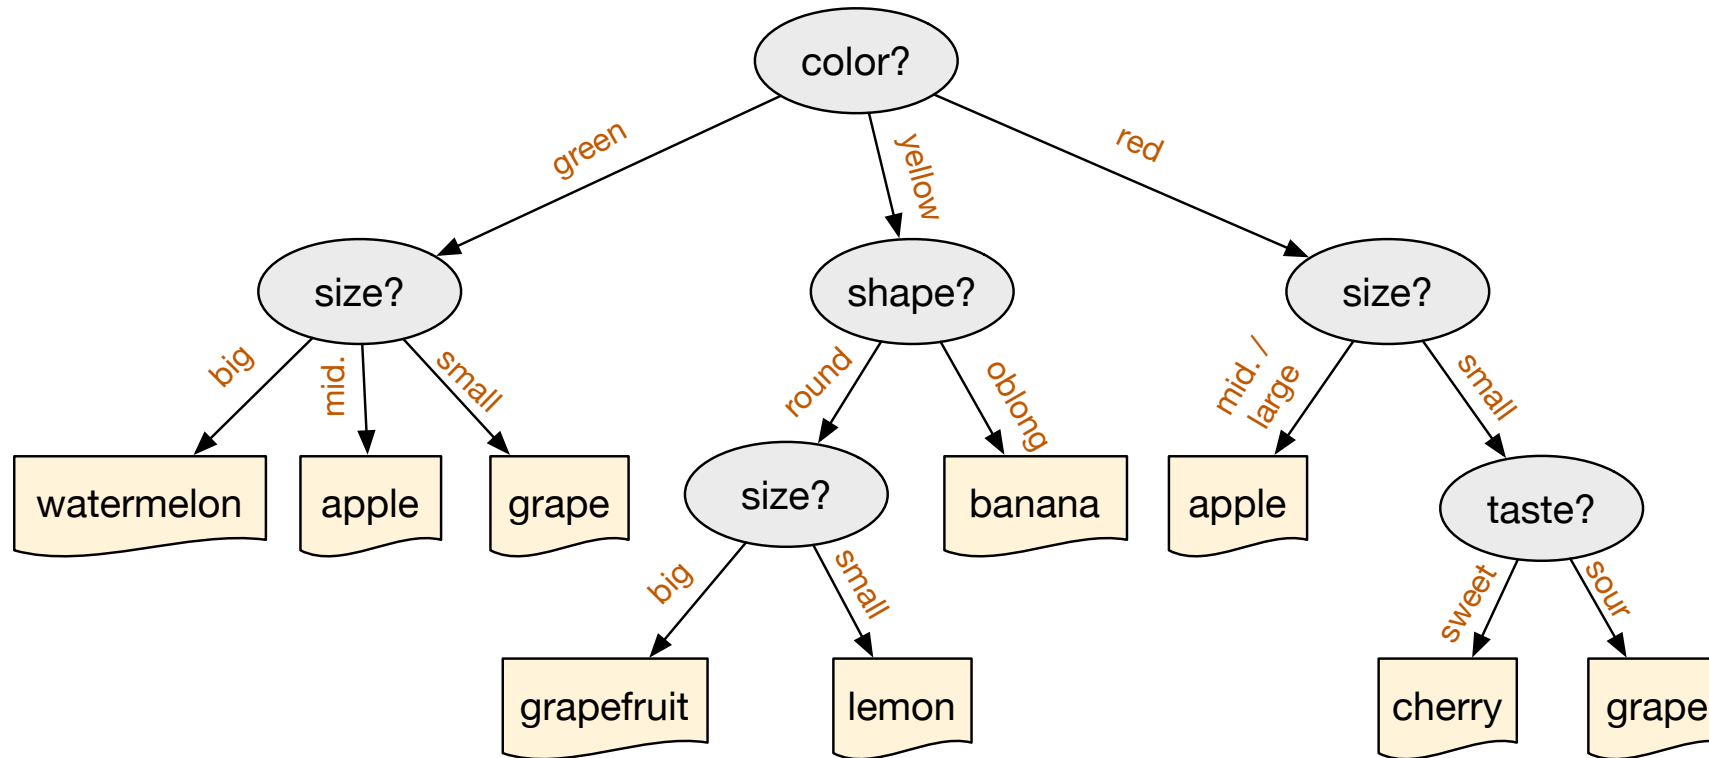 color?
green
yellow
red
size?
shape?
size?
big
mid.
small
round
oblong
mid. /
large
small
watermelon
apple
grape
size?
banana
apple
taste?
big
small
sweet
sour
grapefruit
lemon
cherry
grape